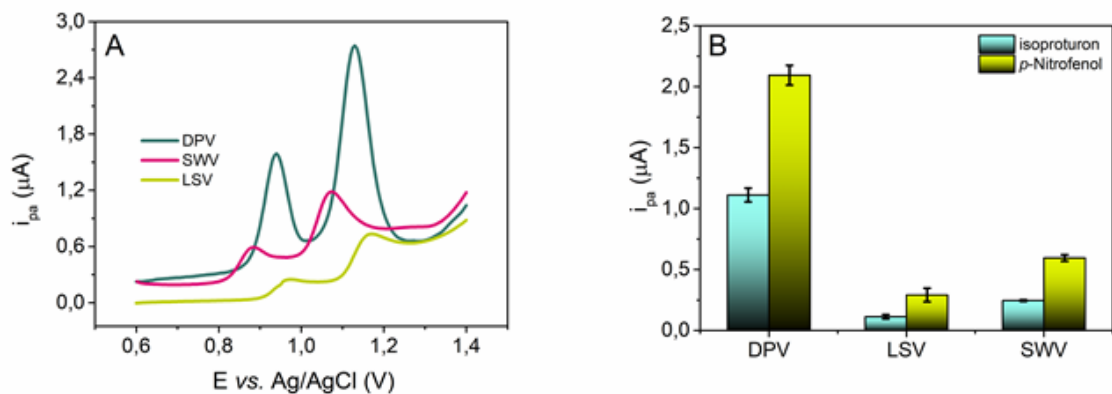 A
3,0
2,4
1,8
1,2
0,6
0,0
i_pa (µA)
DPV
SWV
LSV
0,6 0,8 1,0 1,2 1,4
E vs. Ag/AgCl (V)
B
2,5
2,0
1,5
1,0
0,5
0,0
i_pa (µA)
isoproturon
p-Nitrofenol
DPV LSV SWV